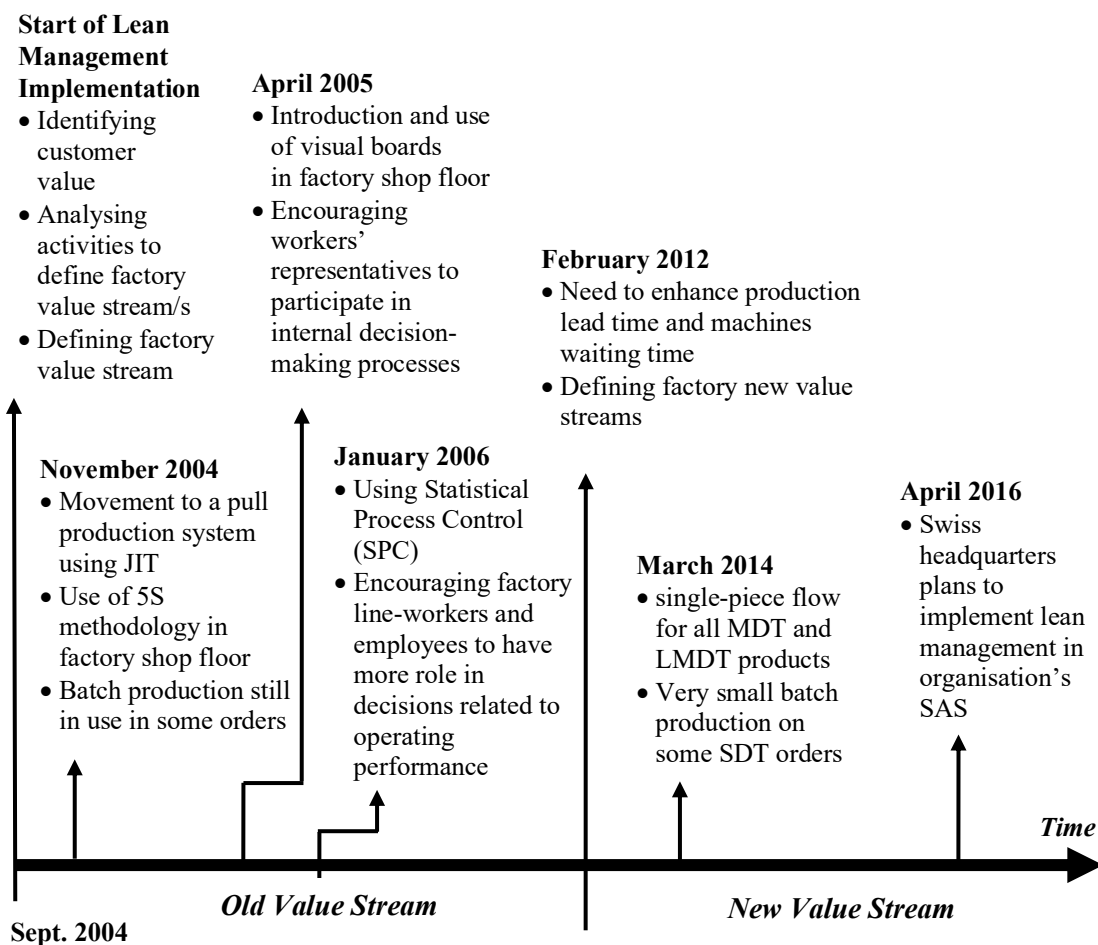 Start of Lean
Management
Implementation
• Identifying
customer
value
• Analysing
activities to
define factory
value stream/s
• Defining factory
value stream
April 2005
• Introduction and use
of visual boards
in factory shop floor
• Encouraging
workers’
representatives to
participate in
internal decision-
making processes
February 2012
• Need to enhance production
lead time and machines
waiting time
• Defining factory new value
streams
November 2004
• Movement to a pull
production system
using JIT
• Use of 5S
methodology in
factory shop floor
• Batch production still
in use in some orders
January 2006
• Using Statistical
Process Control
(SPC)
• Encouraging factory
line-workers and
employees to have
more role in
decisions related to
operating
performance
March 2014
• single-piece flow
for all MDT and
LMDT products
• Very small batch
production on
some SDT orders
April 2016
• Swiss
headquarters
plans to
implement lean
management in
organisation’s
SAS
Time
Old Value Stream
New Value Stream
Sept. 2004